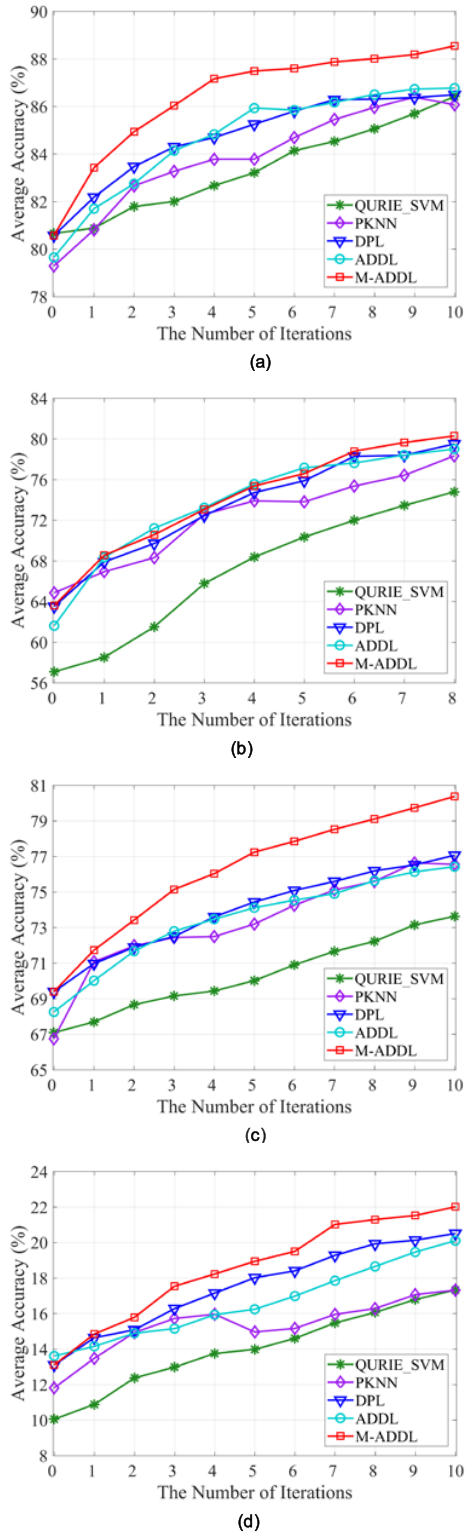 88
86
84
82
80
78
Average Accuracy (%)
QURIE_SVM
PKNN
DPL
ADDL
M-ADDL
0 1 2 3 4 5 6 7 8 9 10
The Number of Iterations
(a)
84
80
76
72
68
64
60
56
Average Accuracy (%)
QURIE_SVM
PKNN
DPL
ADDL
M-ADDL
0 1 2 3 4 5 6 7 8
The Number of Iterations
(b)
81
79
77
75
73
71
69
67
65
Average Accuracy (%)
QURIE_SVM
PKNN
DPL
ADDL
M-ADDL
0 1 2 3 4 5 6 7 8 9 10
The Number of Iterations
(c)
24
22
20
18
16
14
12
10
8
Average Accuracy (%)
QURIE_SVM
PKNN
DPL
ADDL
M-ADDL
0 1 2 3 4 5 6 7 8 9 10
The Number of Iterations
(d)